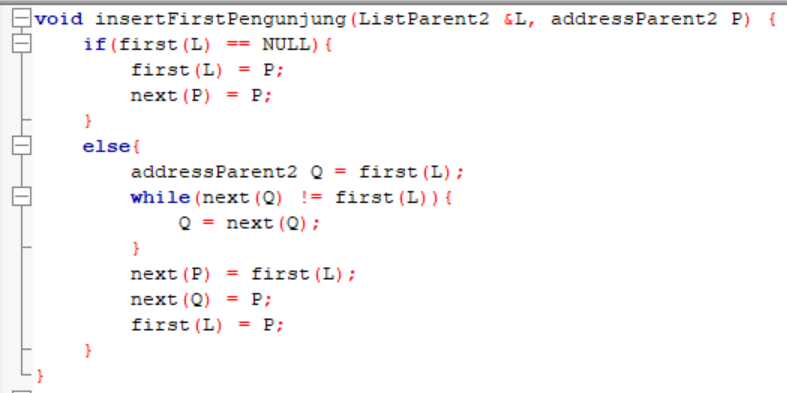 void insertFirstPengunjung(ListParent2 &L, addressParent2 P) {
    if(first(L) == NULL){
        first(L) = P;
        next(P) = P;
    }
    else{
        addressParent2 Q = first(L);
        while(next(Q) != first(L)){
            Q = next(Q);
        }
        next(P) = first(L);
        next(Q) = P;
        first(L) = P;
    }
}